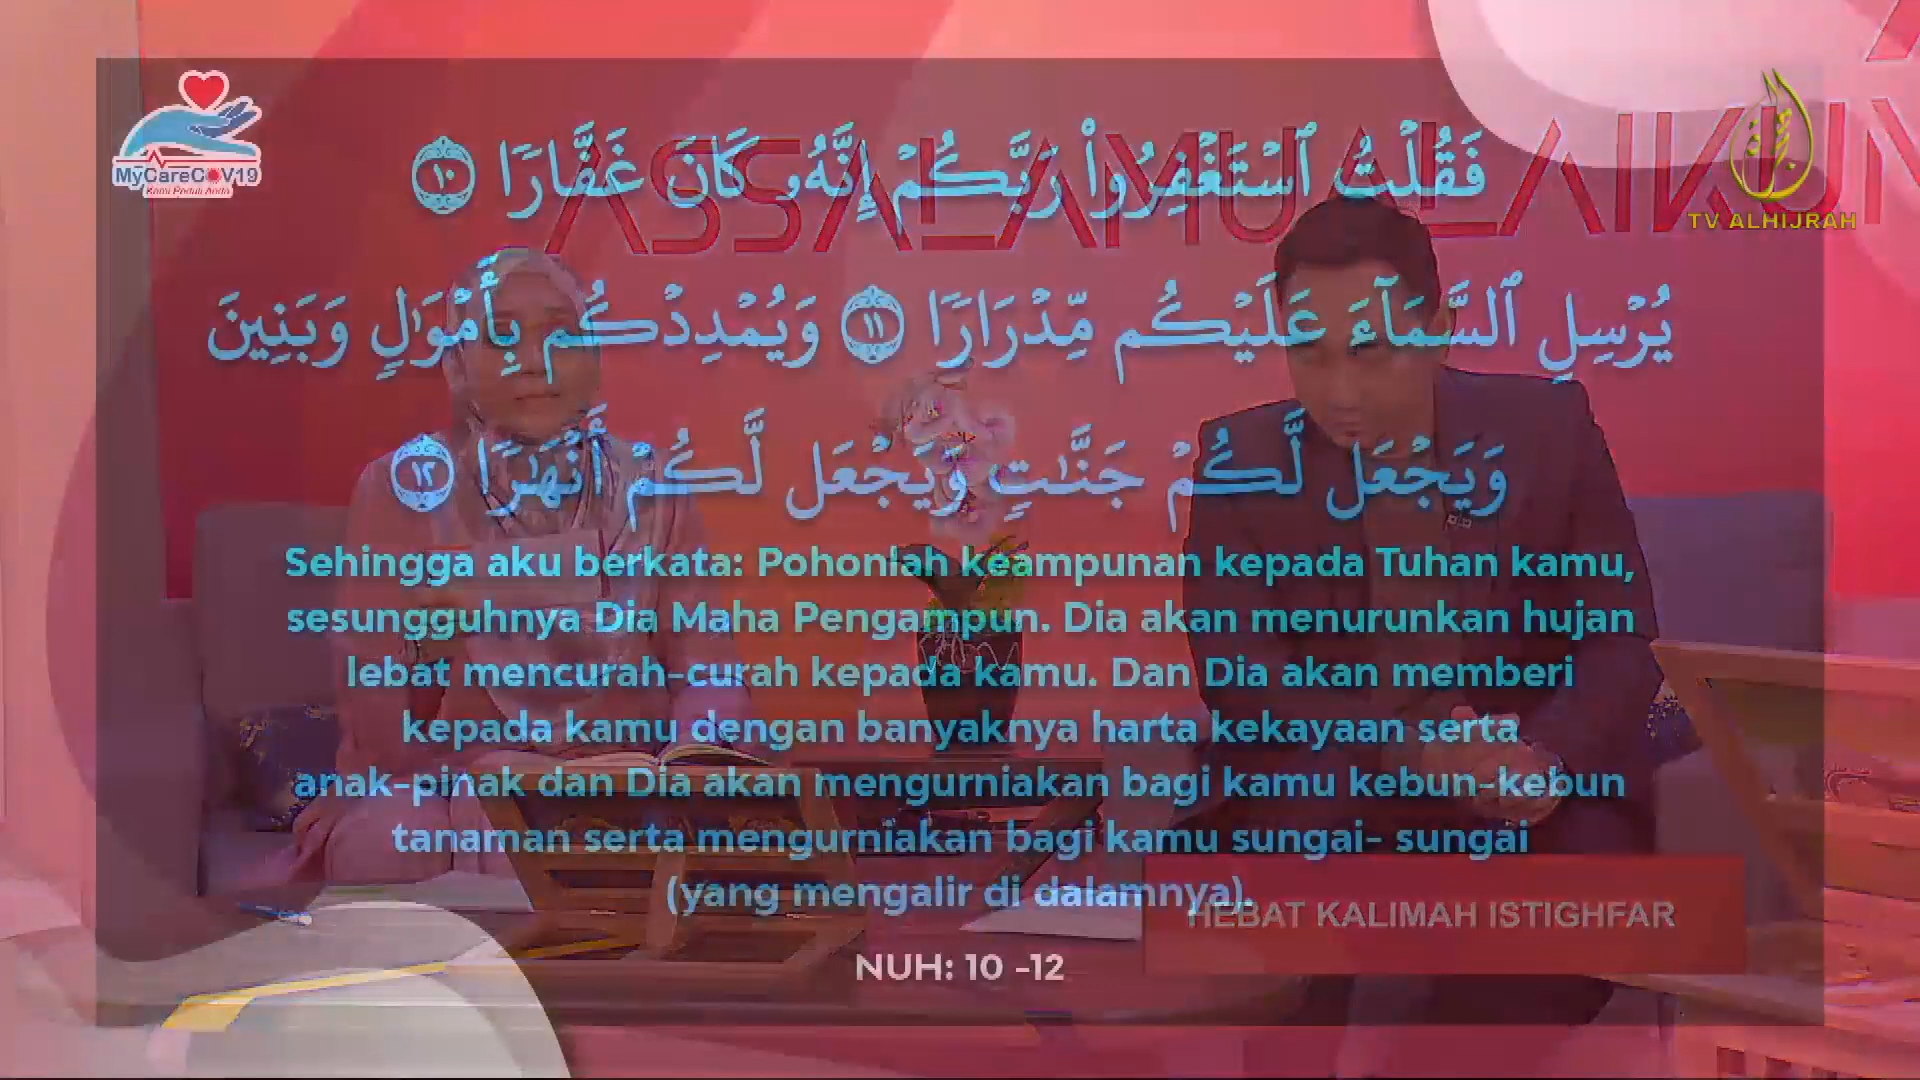 MyCareCOV19
Kami Peduli Anda
TV ALHIJRAH
ASSALAMUALAIKUM
فَقُلْتُ ٱسْتَغْفِرُوا۟ رَبَّكُمْ إِنَّهُۥ كَانَ غَفَّارًا ١٠
يُرْسِلِ ٱلسَّمَآءَ عَلَيْكُم مِّدْرَارًا ١١ وَيُمْدِدْكُم بِأَمْوَٰلٍ وَبَنِينَ
وَيَجْعَل لَّكُمْ جَنَّٰتٍ وَيَجْعَل لَّكُمْ أَنْهَٰرًا ١٢
Sehingga aku berkata: Pohonlah keampunan kepada Tuhan kamu,
sesungguhnya Dia Maha Pengampun. Dia akan menurunkan hujan
lebat mencurah-curah kepada kamu. Dan Dia akan memberi
kepada kamu dengan banyaknya harta kekayaan serta
anak-pinak dan Dia akan mengurniakan bagi kamu kebun-kebun
tanaman serta mengurniakan bagi kamu sungai- sungai
(yang mengalir di dalamnya).
HEBAT KALIMAH ISTIGHFAR
NUH: 10 -12